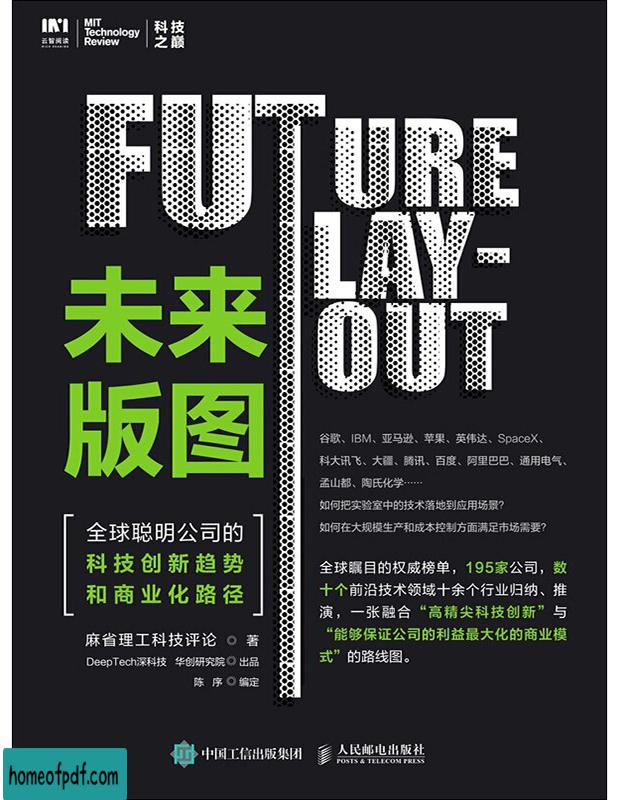 云智阅读
MIT
Technology
Review
科技
之巅
FUTURE
LAY-
OUT
未来
版图
谷歌、IBM、亚马逊、苹果、英伟达、SpaceX、
科大讯飞、大疆、腾讯、百度、阿里巴巴、通用电气、
孟山都、陶氏化学……
如何把实验室中的技术落地到应用场景?
如何在大规模生产和成本控制方面满足市场需要?
全球聪明公司的
科技创新趋势
和商业化路径
全球瞩目的权威榜单，195家公司，数
十个前沿技术领域十余个行业归纳、推
演，一张融合“高精尖科技创新”与
“能够保证公司的利益最大化的商业模
式”的路线图。
麻省理工科技评论 ◎ 著
DeepTech深科技 华创研究院 ◎ 出品
陈 序 ◎ 编定
中国工信出版集团
人民邮电出版社
POSTS & TELECOM PRESS
homeofpdf.com